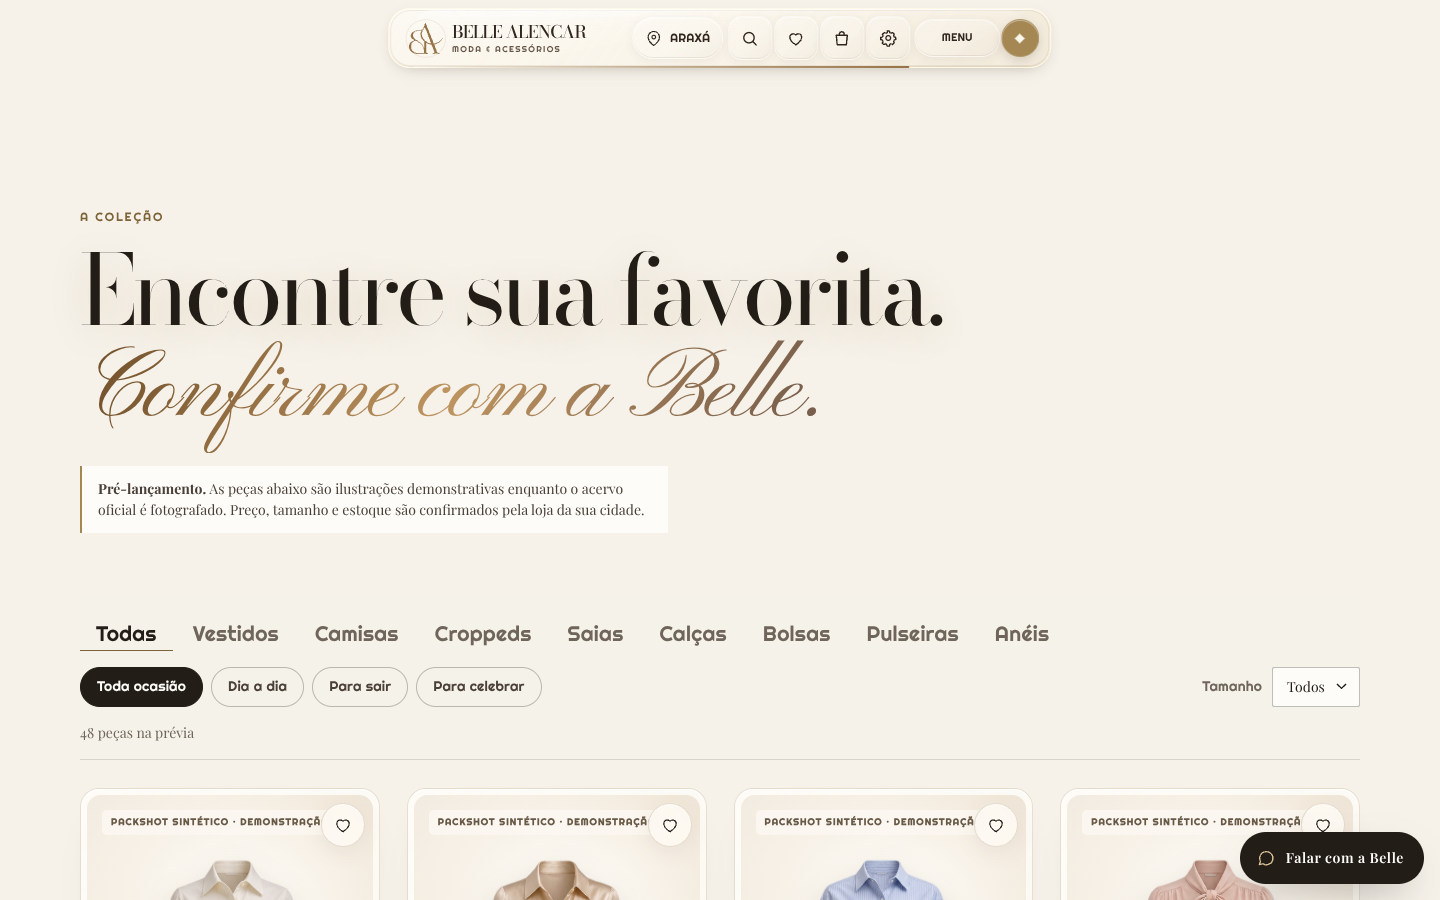 BELLE ALENCAR
MODA E ACESSÓRIOS
ARAXÁ
MENU
A COLEÇÃO
Encontre sua favorita.
Confirme com a Belle.
Pré-lançamento. As peças abaixo são ilustrações demonstrativas enquanto o acervo
oficial é fotografado. Preço, tamanho e estoque são confirmados pela loja da sua cidade.
Todas Vestidos Camisas Croppeds Saias Calças Bolsas Pulseiras Anéis
Toda ocasião Dia a dia Para sair Para celebrar Tamanho Todos
48 peças na prévia
PACKSHOT SINTÉTICO · DEMONSTRAÇÃ
PACKSHOT SINTÉTICO · DEMONSTRAÇÃ
PACKSHOT SINTÉTICO · DEMONSTRAÇÃ
PACKSHOT SINTÉTICO · DEMONSTRAÇÃ
Falar com a Belle